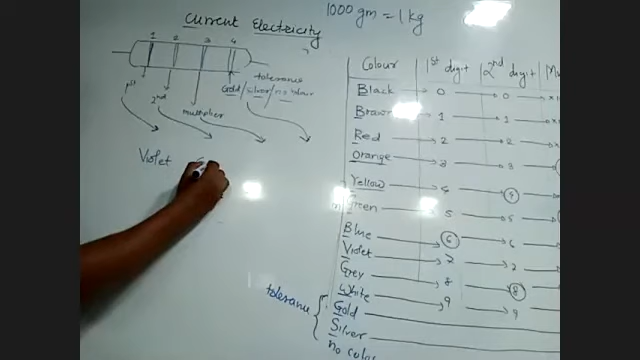 Current Electricity
1000 gm = 1 kg
1 2 3 4
tolerance
Gold/silver/no colour
2nd
multiplier
Violet
Colour 1st digit 2nd digit
Black 0 0
Brown 1 1
Red 2 2
Orange 3 3
Yellow 4 4
Green 5 5
Blue 6 6
Violet 7 7
Grey 8 8
White 9 9
tolerance
Gold
Silver